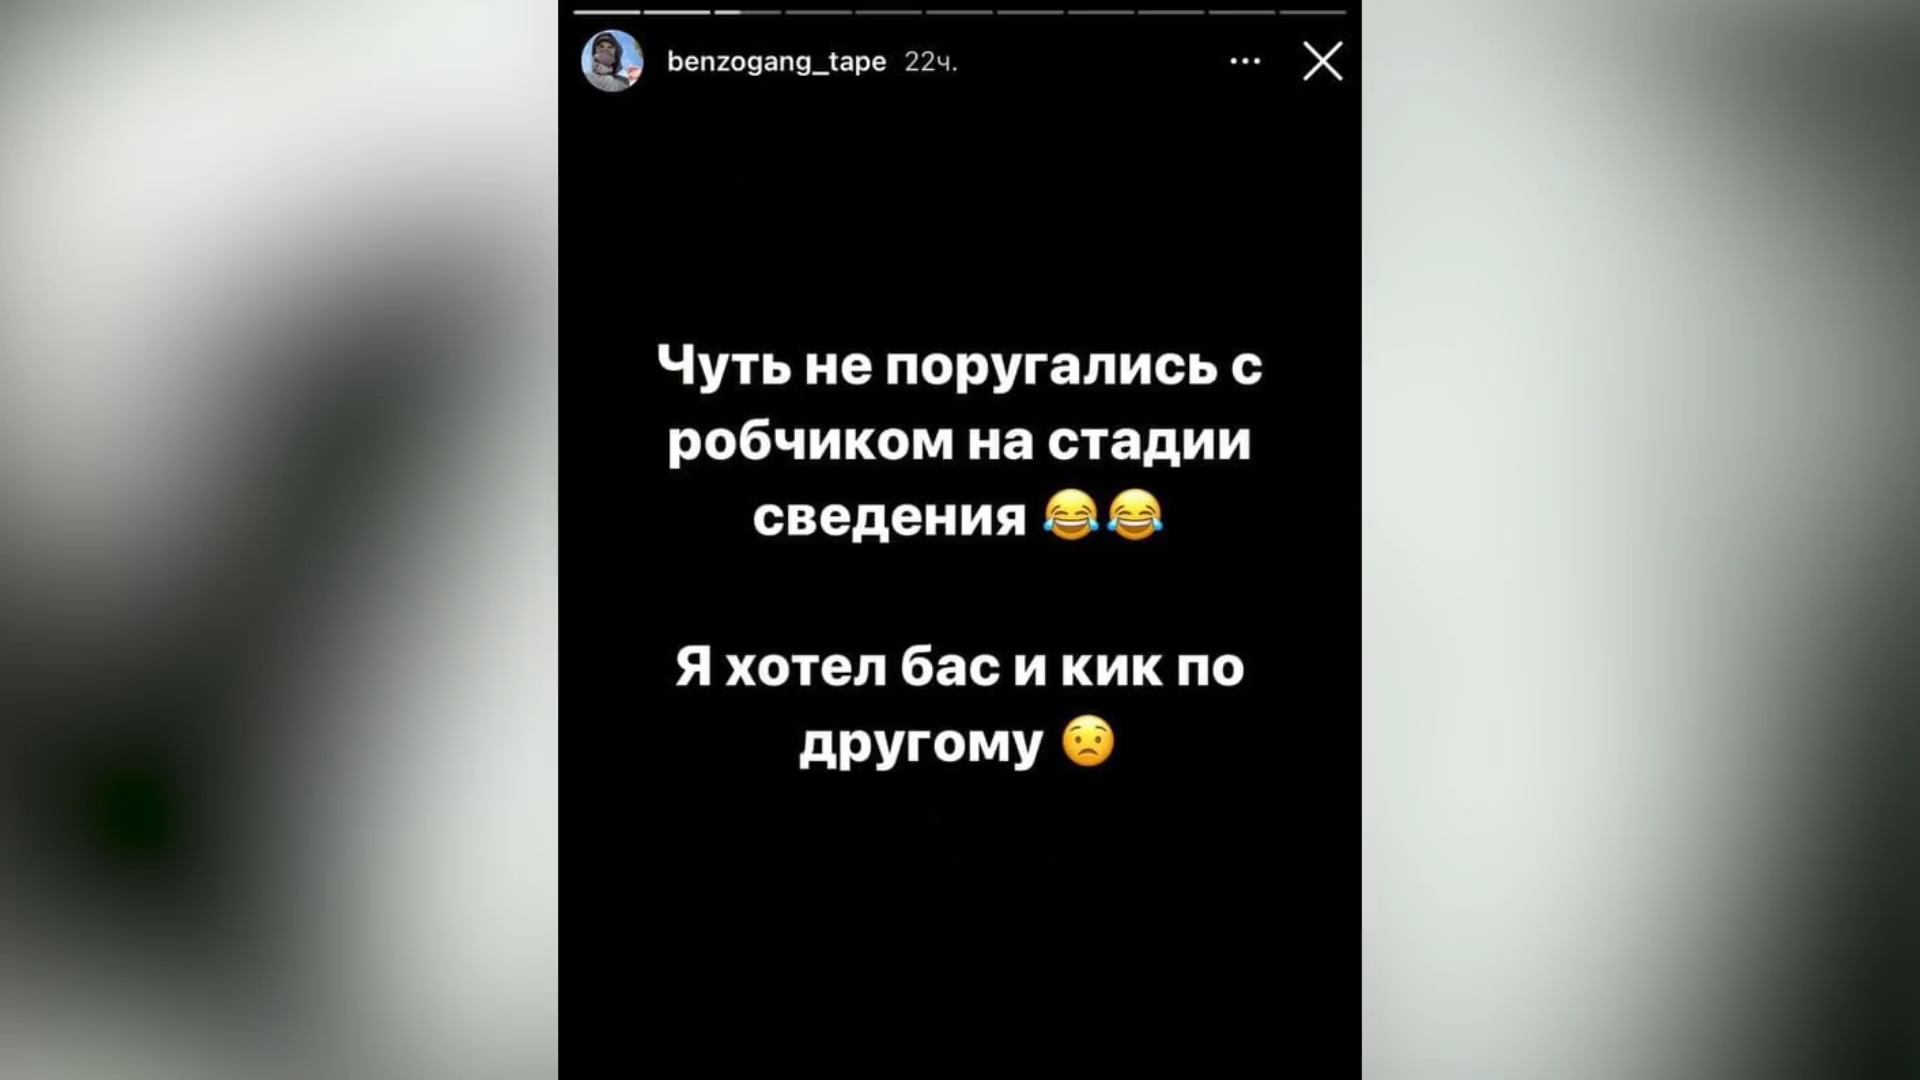 benzogang_tape 22ч.
Чуть не поругались с
робчиком на стадии
сведения 😂😂
Я хотел бас и кик по
другому 😟